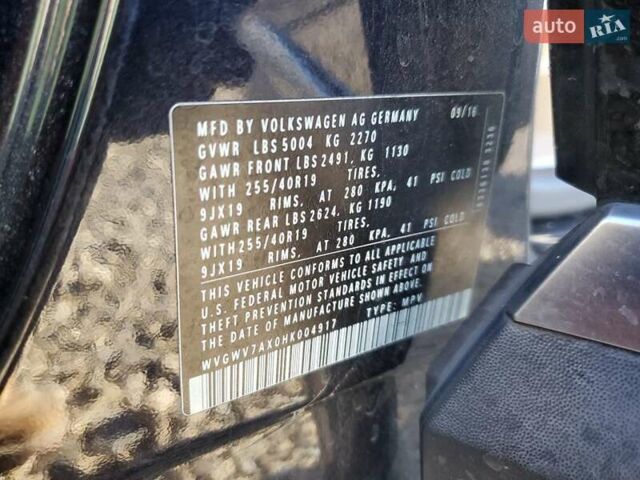 auto RIA.com
MFD BY VOLKSWAGEN AG GERMANY 09/16
GVWR LBS 5004 KG 2270
GAWR FRONT LBS 2491, KG 1130
WITH 255/40R19 TIRES,
9JX19 RIMS, AT 280 KPA, 41 PSI COLD
GAWR REAR LBS 2624, KG 1190
WITH 255/40R19 TIRES,
9JX19 RIMS, AT 280 KPA, 41 PSI COLD
THIS VEHICLE CONFORMS TO ALL APPLICABLE
U.S. FEDERAL MOTOR VEHICLE SAFETY AND
THEFT PREVENTION STANDARDS IN EFFECT ON
THE DATE OF MANUFACTURE SHOWN ABOVE.
WVGWV7AX0HK004917 TYPE: MPV